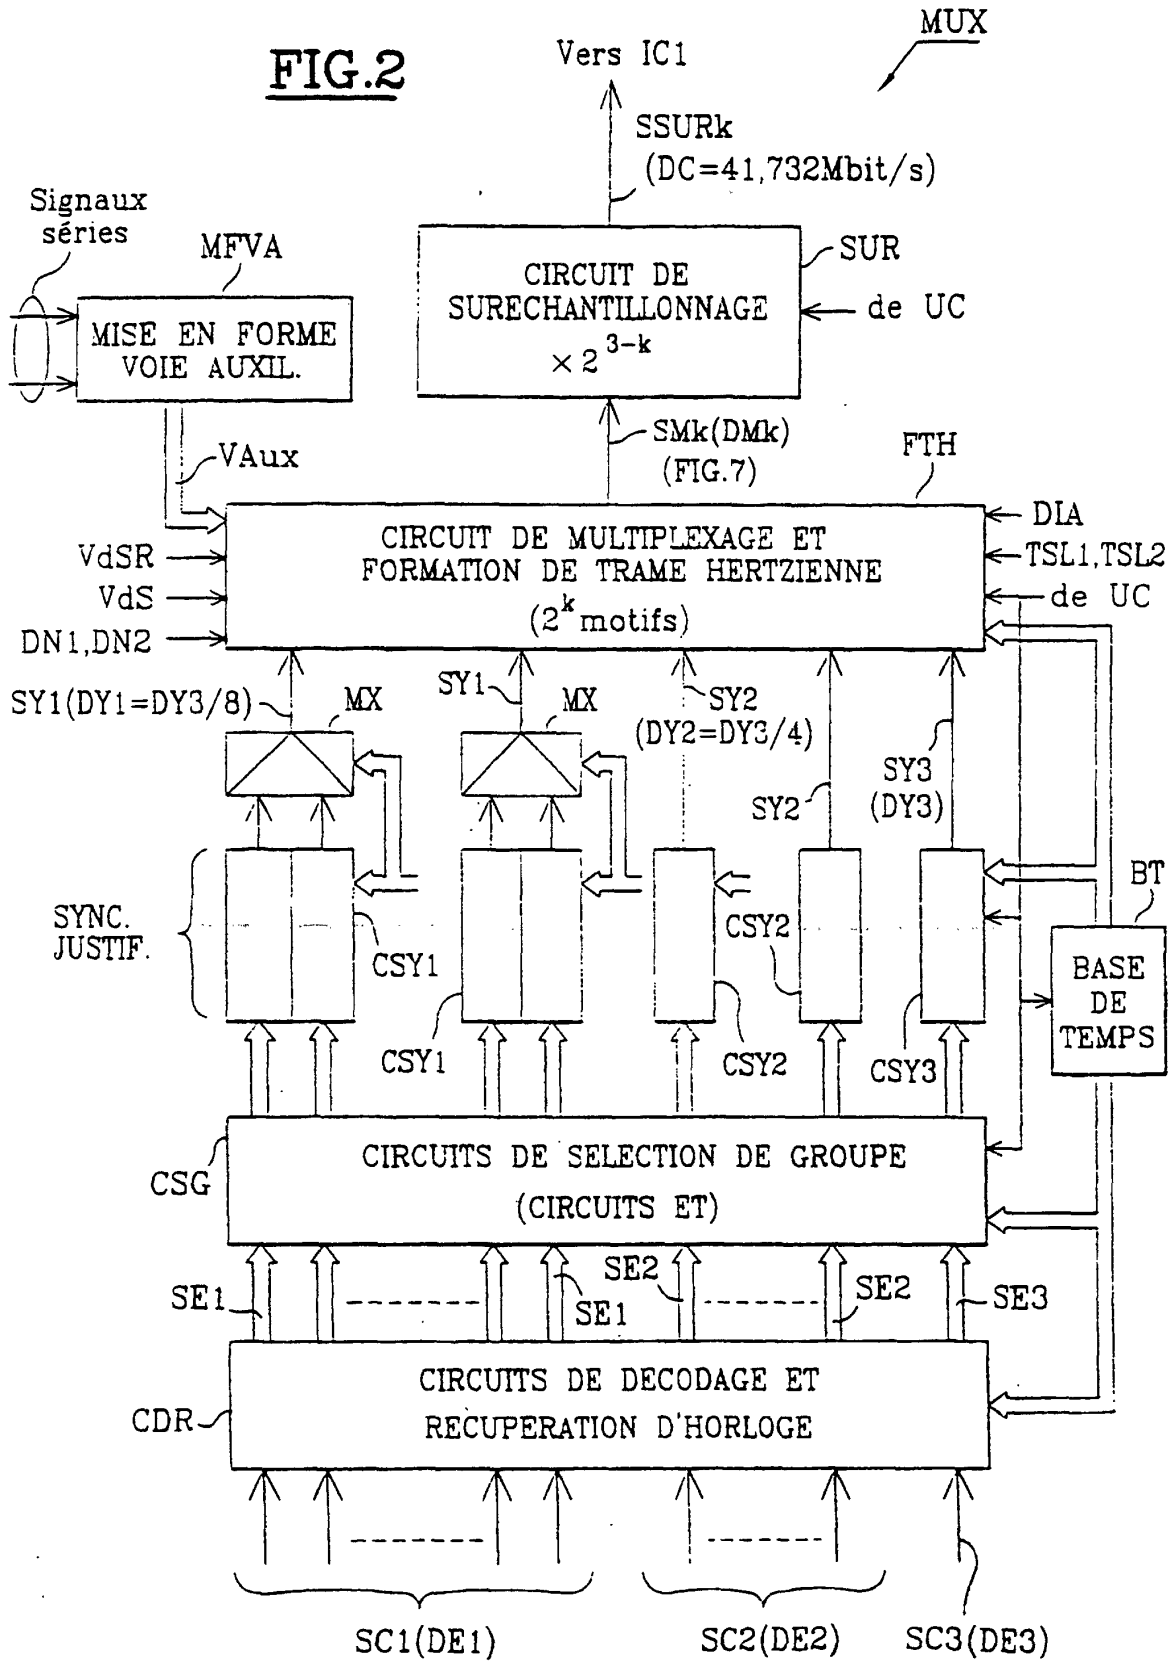 FIG.2
MUX
Vers IC1
SSURk
(DC=41,732Mbit/s)
Signaux
séries
MFVA
MISE EN FORME
VOIE AUXIL.
CIRCUIT DE
SURECHANTILLONNAGE
× 2^3-k
SUR
de UC
VAux
SMk(DMk)
(FIG.7)
FTH
CIRCUIT DE MULTIPLEXAGE ET
FORMATION DE TRAME HERTZIENNE
(2^k motifs)
VdSR
VdS
DN1,DN2
DIA
TSL1,TSL2
de UC
SY1(DY1=DY3/8)
MX
SY1
MX
SY2
(DY2=DY3/4)
SY2
SY3
(DY3)
SYNC.
JUSTIF.
CSY1
CSY1
CSY2
CSY2
CSY3
BT
BASE
DE
TEMPS
CSG
CIRCUITS DE SELECTION DE GROUPE
(CIRCUITS ET)
SE1
SE1
SE2
SE2
SE3
CDR
CIRCUITS DE DECODAGE ET
RECUPERATION D'HORLOGE
SC1(DE1)
SC2(DE2)
SC3(DE3)